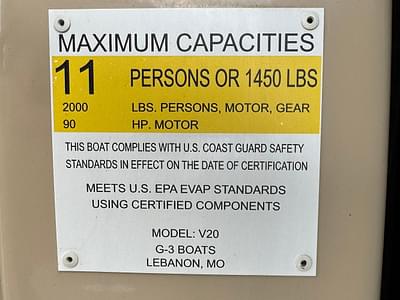 MAXIMUM CAPACITIES
11 PERSONS OR 1450 LBS
2000 LBS. PERSONS, MOTOR, GEAR
90 HP. MOTOR
THIS BOAT COMPLIES WITH U.S. COAST GUARD SAFETY
STANDARDS IN EFFECT ON THE DATE OF CERTIFICATION
MEETS U.S. EPA EVAP STANDARDS
USING CERTIFIED COMPONENTS
MODEL: V20
G-3 BOATS
LEBANON, MO